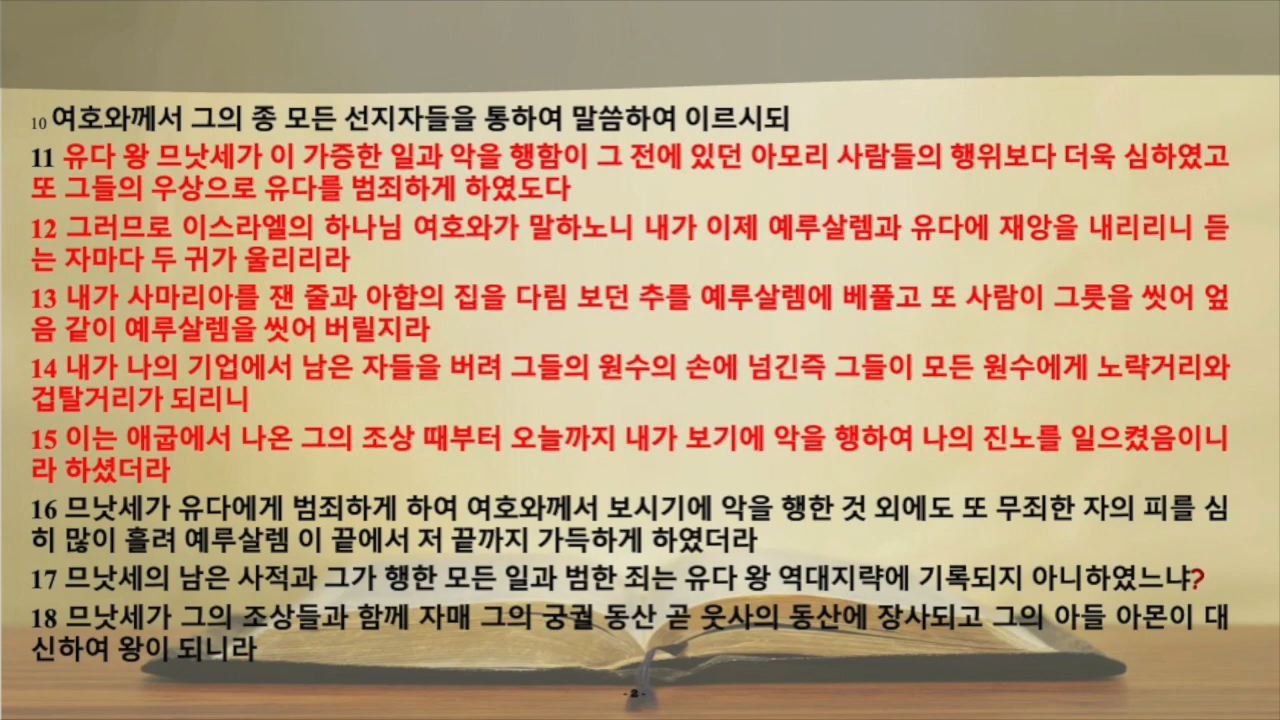 10 여호와께서 그의 종 모든 선지자들을 통하여 말씀하여 이르시되
11 유다 왕 므낫세가 이 가증한 일과 악을 행함이 그 전에 있던 아모리 사람들의 행위보다 더욱 심하였고
또 그들의 우상으로 유다를 범죄하게 하였도다
12 그러므로 이스라엘의 하나님 여호와가 말하노니 내가 이제 예루살렘과 유다에 재앙을 내리리니 듣
는 자마다 두 귀가 울리리라
13 내가 사마리아를 잰 줄과 아합의 집을 다림 보던 추를 예루살렘에 베풀고 또 사람이 그릇을 씻어 엎
음 같이 예루살렘을 씻어 버릴지라
14 내가 나의 기업에서 남은 자들을 버려 그들의 원수의 손에 넘긴즉 그들이 모든 원수에게 노략거리와
겁탈거리가 되리니
15 이는 애굽에서 나온 그의 조상 때부터 오늘까지 내가 보기에 악을 행하여 나의 진노를 일으켰음이니
라 하셨더라
16 므낫세가 유다에게 범죄하게 하여 여호와께서 보시기에 악을 행한 것 외에도 또 무죄한 자의 피를 심
히 많이 흘려 예루살렘 이 끝에서 저 끝까지 가득하게 하였더라
17 므낫세의 남은 사적과 그가 행한 모든 일과 범한 죄는 유다 왕 역대지략에 기록되지 아니하였느냐?
18 므낫세가 그의 조상들과 함께 자매 그의 궁궐 동산 곧 웃사의 동산에 장사되고 그의 아들 아몬이 대
신하여 왕이 되니라
- 2 -